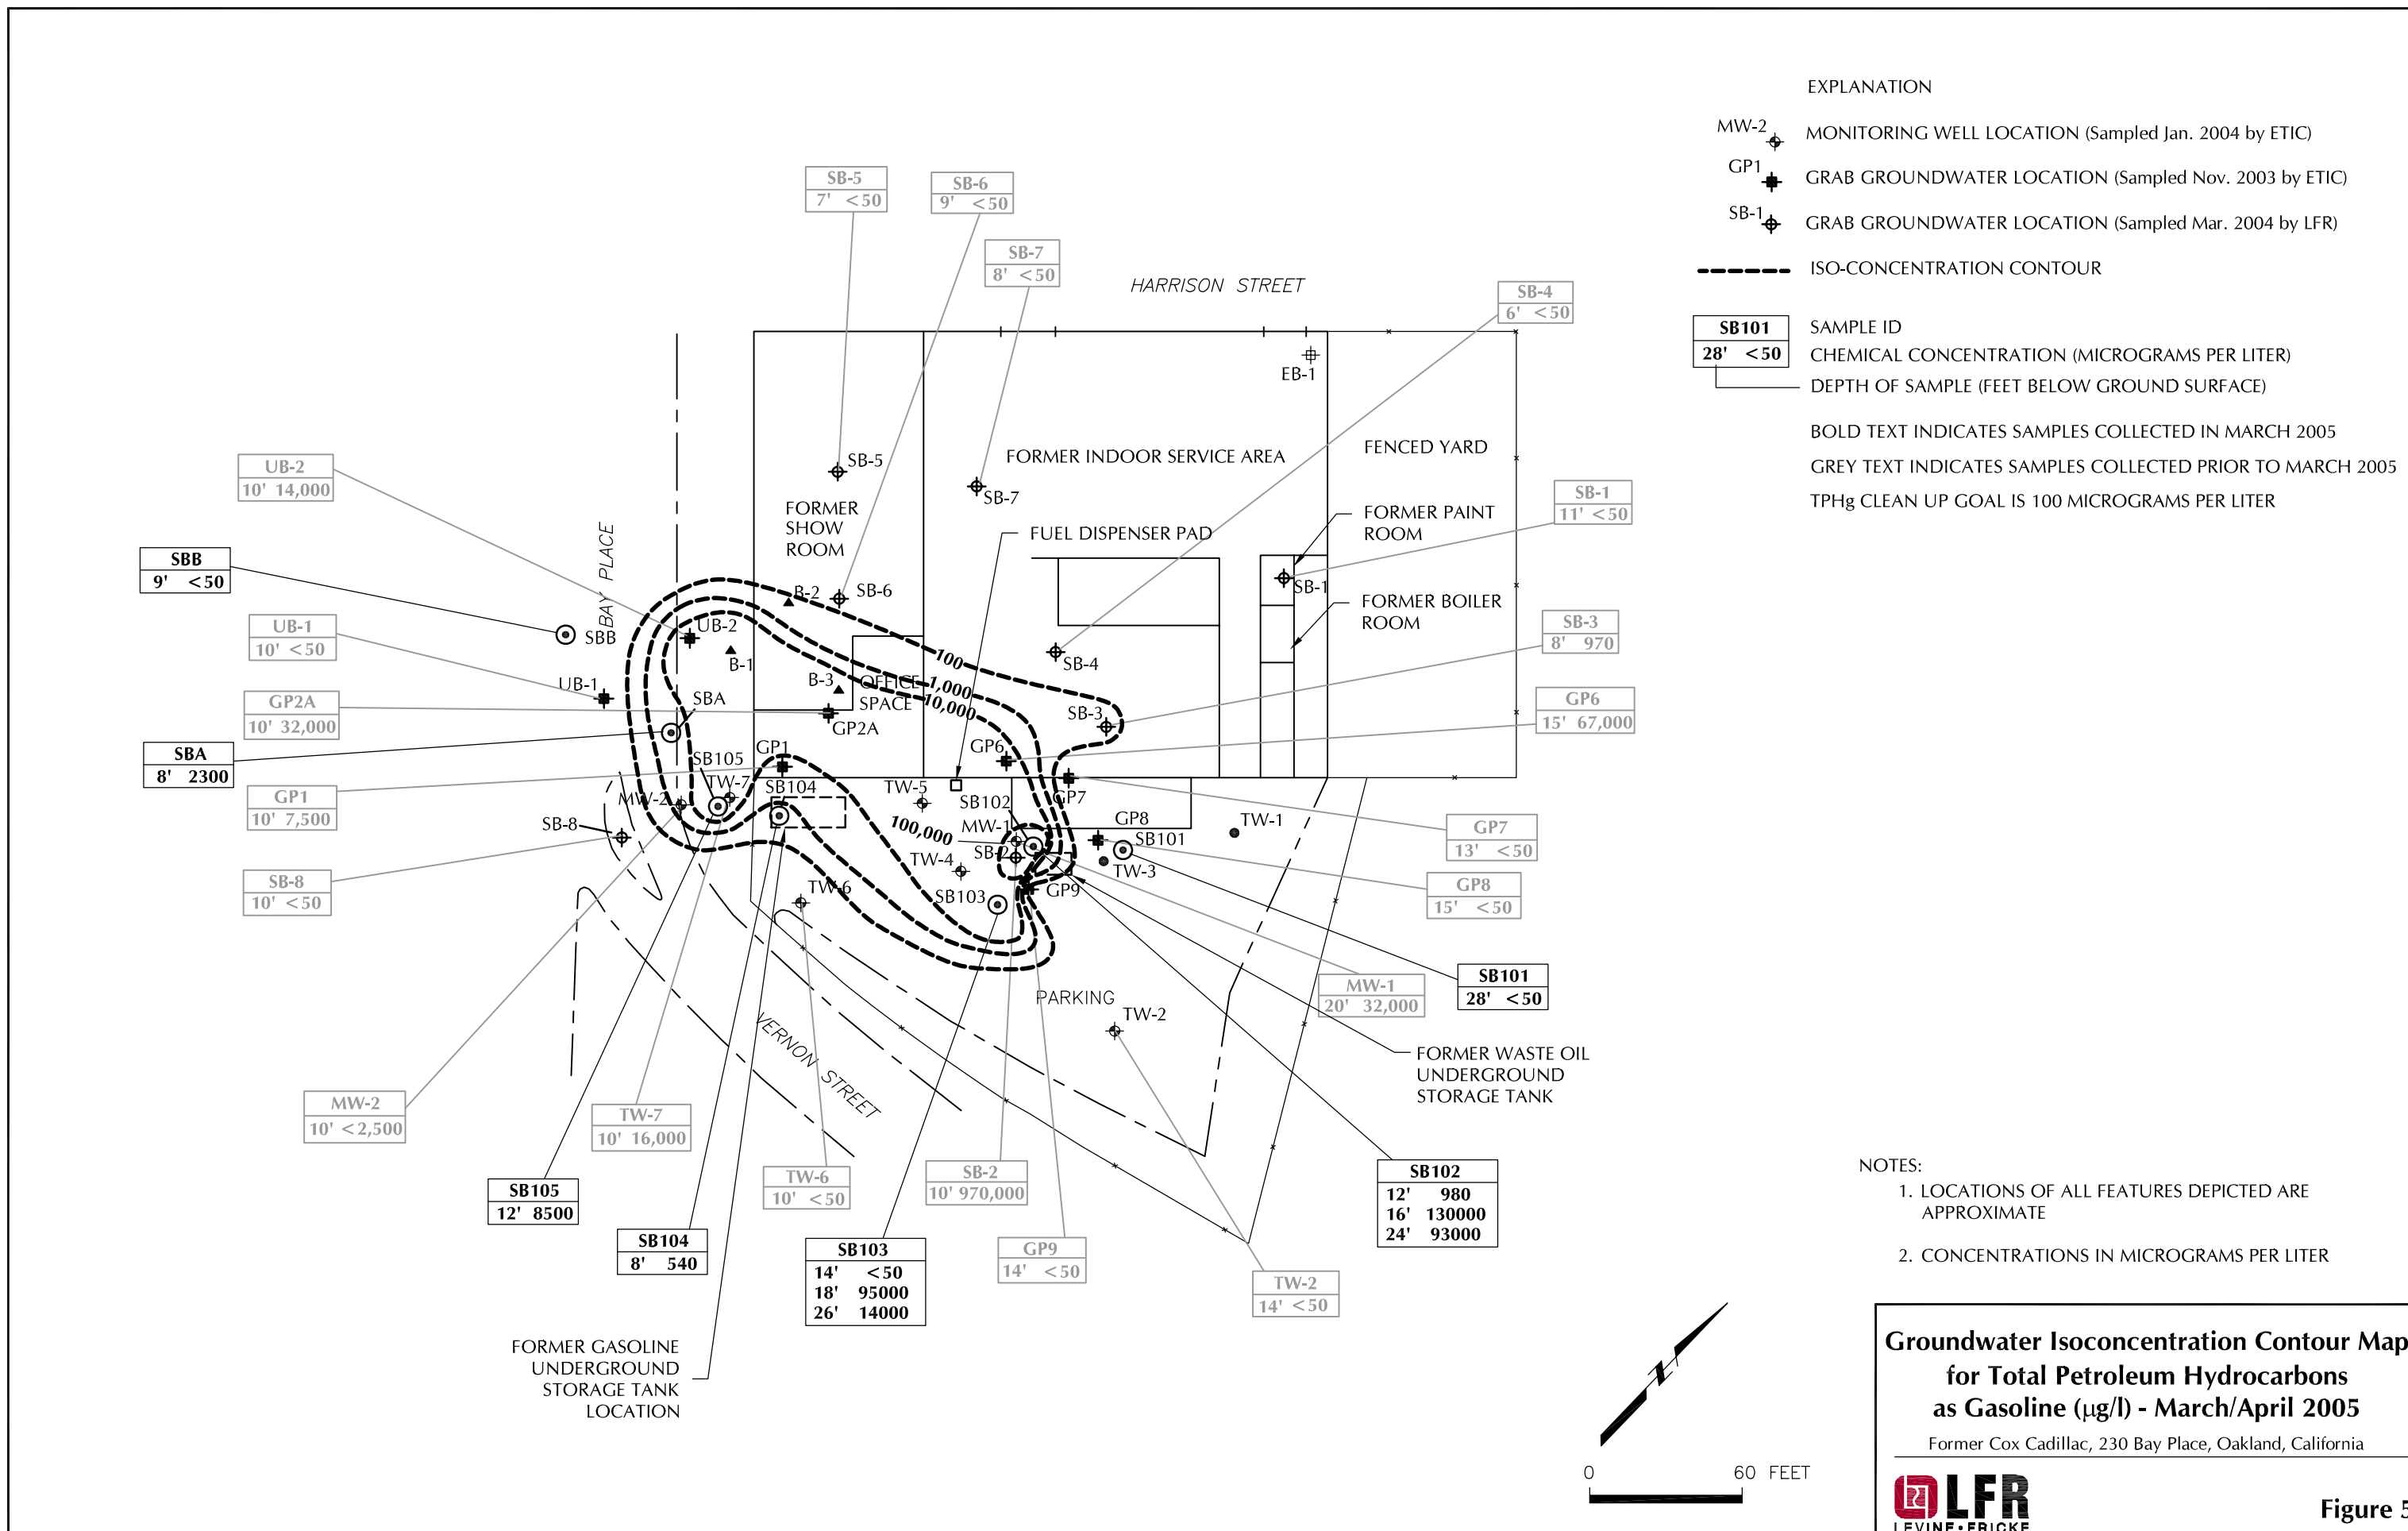 EXPLANATION
MW-2
MONITORING WELL LOCATION (Sampled Jan. 2004 by ETIC)
GP1
GRAB GROUNDWATER LOCATION (Sampled Nov. 2003 by ETIC)
SB-1
GRAB GROUNDWATER LOCATION (Sampled Mar. 2004 by LFR)
ISO-CONCENTRATION CONTOUR
SB101
28' <50
SAMPLE ID
CHEMICAL CONCENTRATION (MICROGRAMS PER LITER)
DEPTH OF SAMPLE (FEET BELOW GROUND SURFACE)
BOLD TEXT INDICATES SAMPLES COLLECTED IN MARCH 2005
GREY TEXT INDICATES SAMPLES COLLECTED PRIOR TO MARCH 2005
TPHg CLEAN UP GOAL IS 100 MICROGRAMS PER LITER
SB-5
7' <50
SB-6
9' <50
SB-7
8' <50
HARRISON STREET
SB-4
6' <50
EB-1
UB-2
10' 14,000
SB-5
SB-7
FORMER INDOOR SERVICE AREA
FENCED YARD
FORMER
SHOW
ROOM
FUEL DISPENSER PAD
FORMER PAINT
ROOM
SB-1
11' <50
BAY PLACE
SBB
9' <50
B-2
SB-6
SB-1
FORMER BOILER
ROOM
UB-1
10' <50
SBB
UB-2
B-1
100
SB-4
SB-3
8' 970
UB-1
SBA
B-3
OFFICE
SPACE
1,000
10,000
GP2A
10' 32,000
GP2A
SB-3
GP6
15' 67,000
SBA
8' 2300
SB105
GP1
GP6
GP1
10' 7,500
MW-2
TW-7
SB104
TW-5
SB102
GP7
SB-8
100,000
MW-1
GP8
SB101
TW-1
GP7
13' <50
SB-8
10' <50
TW-4
SB-2
TW-3
GP8
15' <50
TW-6
SB103
GP9
MW-1
20' 32,000
SB101
28' <50
PARKING
TW-2
VERNON STREET
FORMER WASTE OIL
UNDERGROUND
STORAGE TANK
MW-2
10' <2,500
TW-7
10' 16,000
SB105
12' 8500
TW-6
10' <50
SB-2
10' 970,000
SB102
12' 980
16' 130000
24' 93000
SB104
8' 540
SB103
14' <50
18' 95000
26' 14000
GP9
14' <50
TW-2
14' <50
FORMER GASOLINE
UNDERGROUND
STORAGE TANK
LOCATION
NOTES:
1. LOCATIONS OF ALL FEATURES DEPICTED ARE
APPROXIMATE
2. CONCENTRATIONS IN MICROGRAMS PER LITER
N
0 60 FEET
Groundwater Isoconcentration Contour Map
for Total Petroleum Hydrocarbons
as Gasoline (µg/l) - March/April 2005
Former Cox Cadillac, 230 Bay Place, Oakland, California
LFR
LEVINE•FRICKE
Figure 5